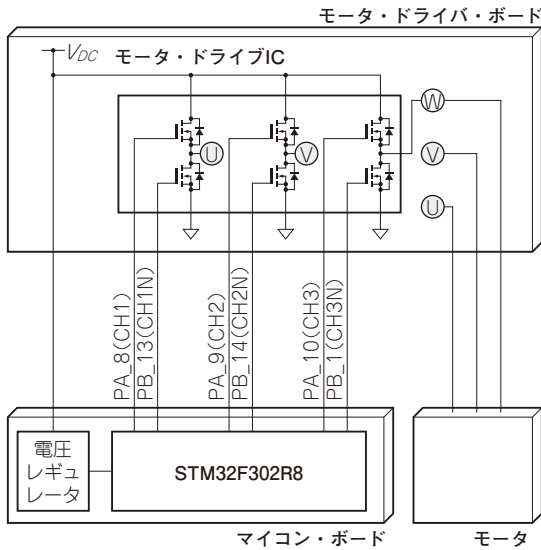 モータ・ドライバ・ボード
VDC
モータ・ドライブIC
W
U
V
V
U
PA_8(CH1)
PB_13(CH1N)
PA_9(CH2)
PB_14(CH2N)
PA_10(CH3)
PB_1(CH3N)
電圧
レギュ
レータ
STM32F302R8
マイコン・ボード
モータ